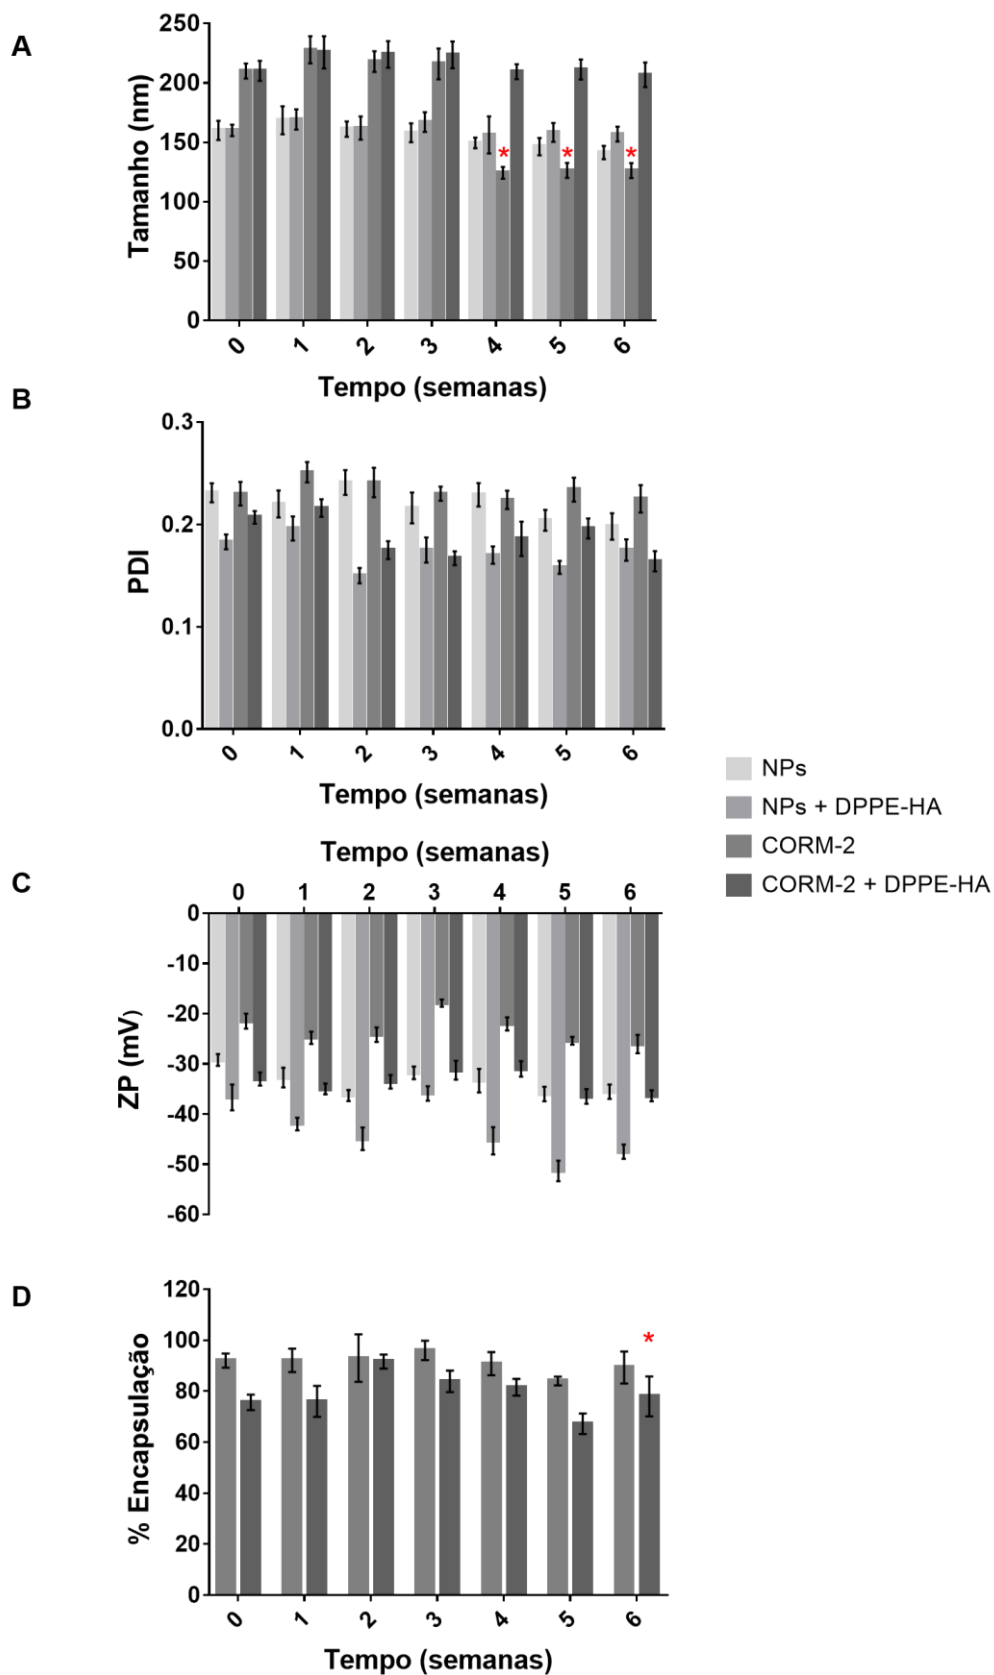 A
Tamanho (nm)
250
200
150
100
50
0
* * *
0 1 2 3 4 5 6
Tempo (semanas)
B
PDI
0.3
0.2
0.1
0.0
0 1 2 3 4 5 6
Tempo (semanas)
NPs
NPs + DPPE-HA
CORM-2
CORM-2 + DPPE-HA
Tempo (semanas)
C
0 1 2 3 4 5 6
ZP (mV)
0
-10
-20
-30
-40
-50
-60
D
% Encapsulação
120
100
80
60
40
20
0
*
0 1 2 3 4 5 6
Tempo (semanas)